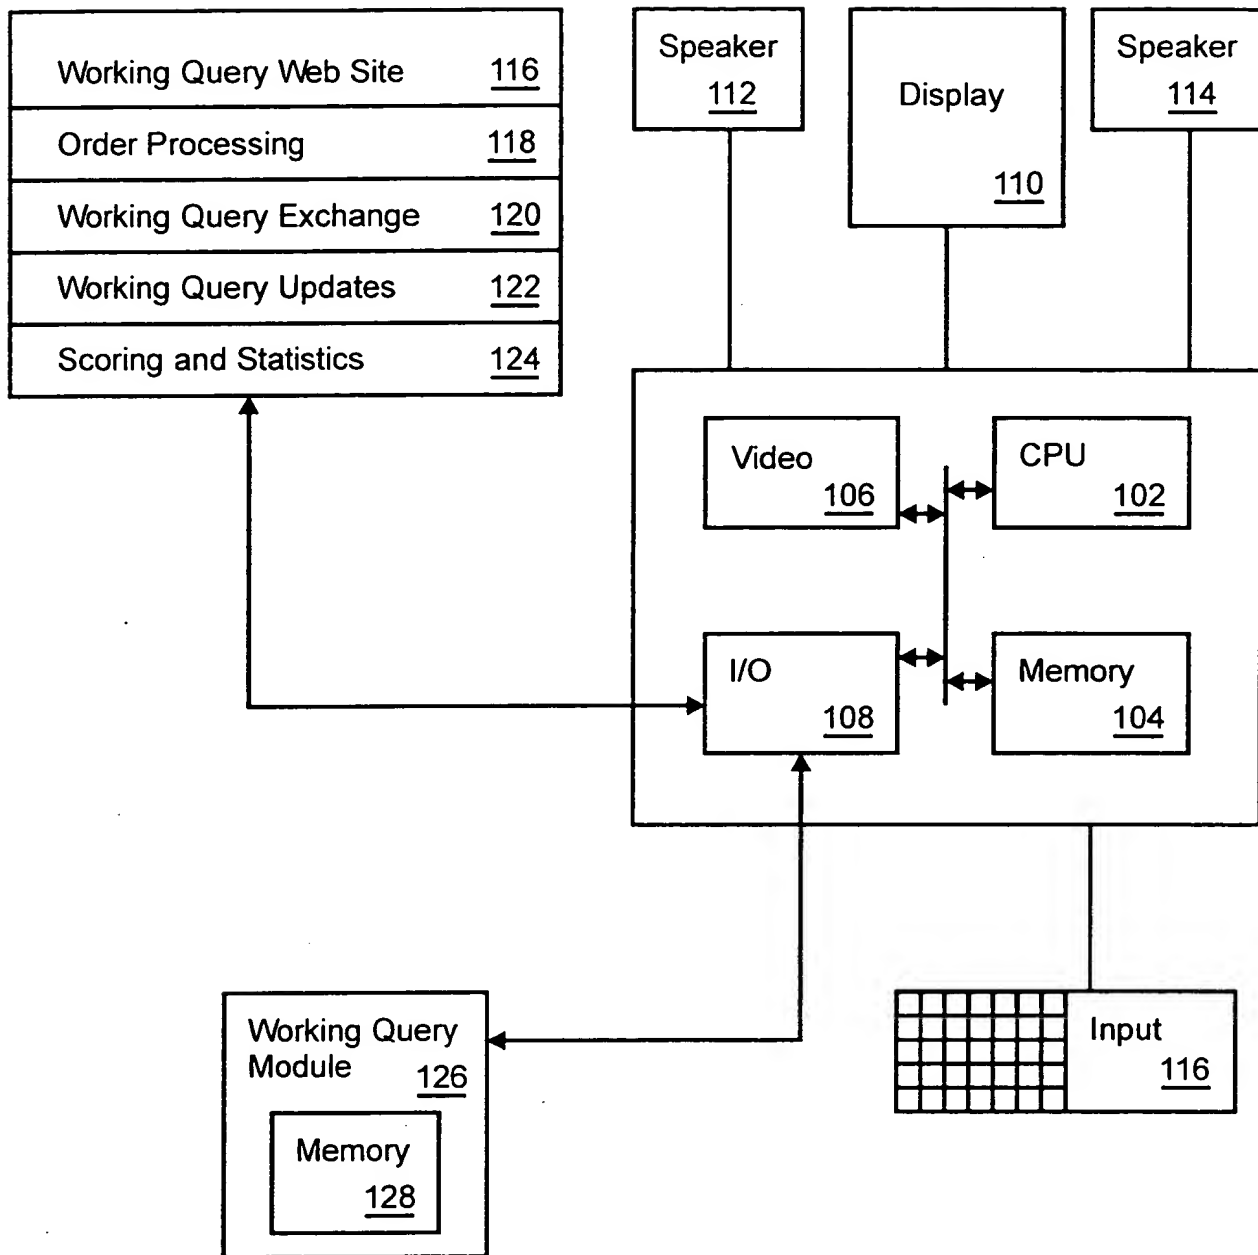 Working Query Web Site 116
Order Processing 118
Working Query Exchange 120
Working Query Updates 122
Scoring and Statistics 124
Speaker
112
Display
110
Speaker
114
Video
106
CPU
102
I/O
108
Memory
104
Working Query
Module
126
Memory
128
Input
116